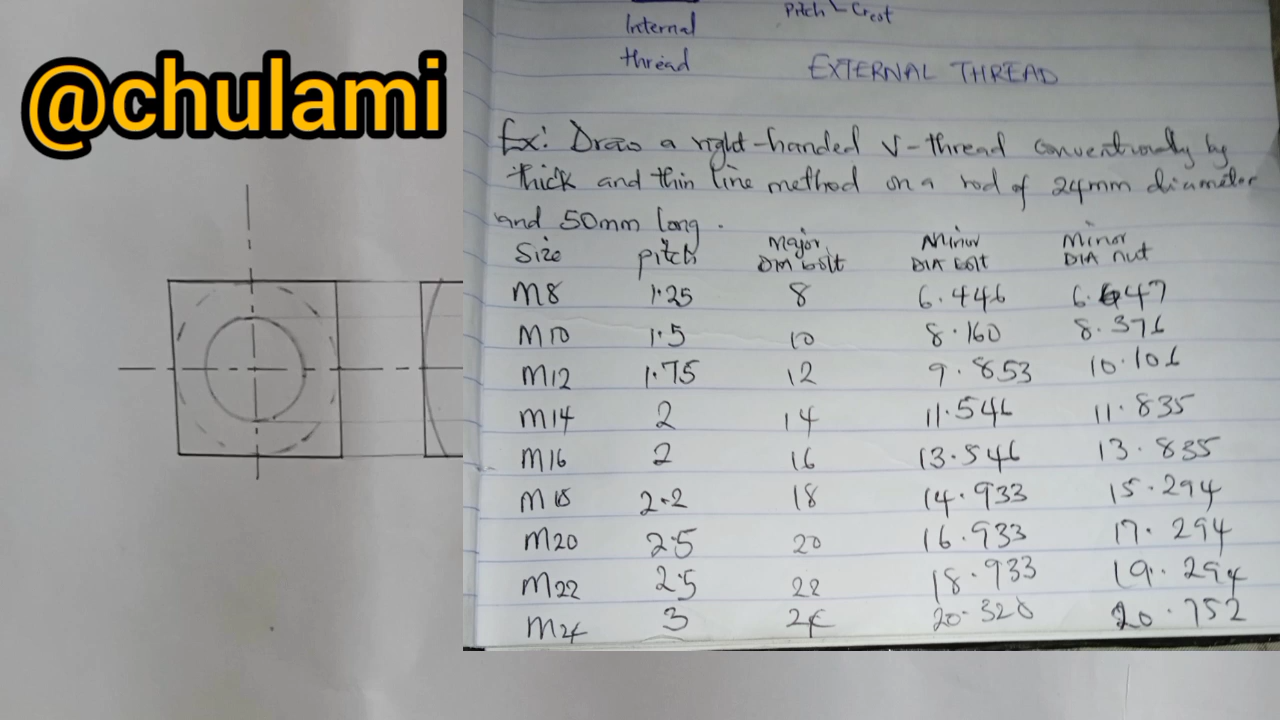 @chulami
Internal
thread
Pitch Crest
EXTERNAL THREAD
Ex: Draw a right-handed V-thread conventionally by
thick and thin line method on a rod of 24mm diameter
and 50mm long.
Size pitch Major DIA bolt Minor DIA bolt Minor DIA nut
M8 1.25 8 6.446 6.647
M10 1.5 10 8.160 8.376
M12 1.75 12 9.853 10.106
M14 2 14 11.546 11.835
M16 2 16 13.546 13.835
M18 2.2 18 14.933 15.294
M20 2.5 20 16.933 17.294
M22 2.5 22 18.933 19.294
M24 3 24 20.320 20.752